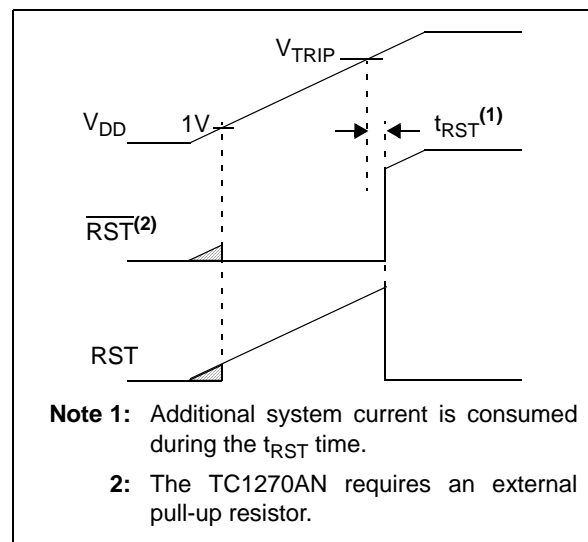 V_TRIP
V_DD 1V t_RST(1)
R̅S̅T̅(2)
RST
Note 1: Additional system current is consumed
during the t_RST time.
2: The TC1270AN requires an external
pull-up resistor.